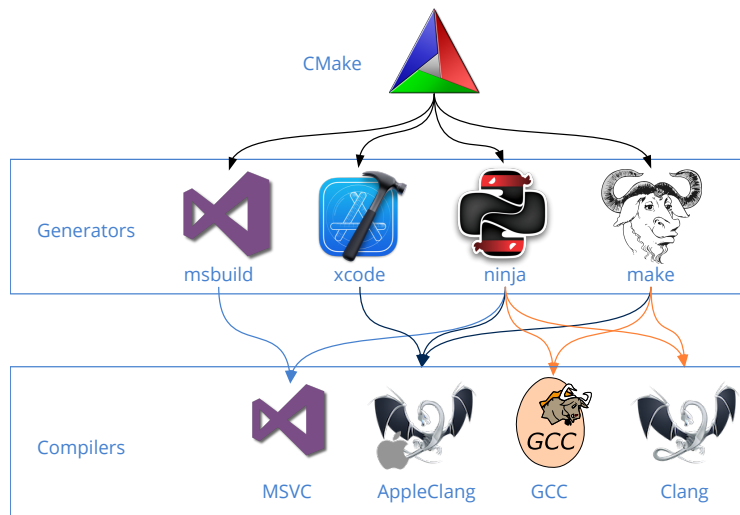 CMake
Generators
msbuild
xcode
ninja
make
Compilers
GCC
MSVC
AppleClang
GCC
Clang